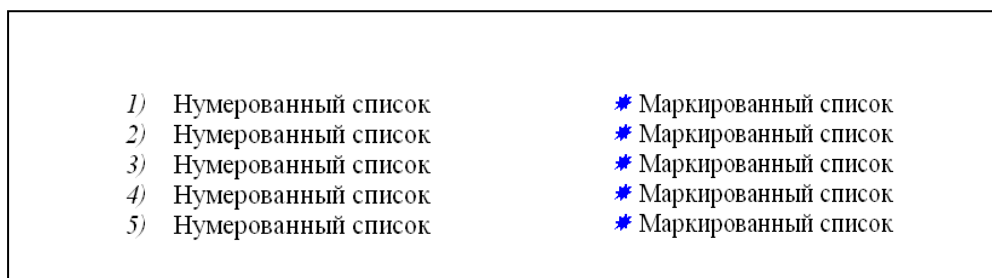 1) Нумерованный список
2) Нумерованный список
3) Нумерованный список
4) Нумерованный список
5) Нумерованный список
Маркированный список
Маркированный список
Маркированный список
Маркированный список
Маркированный список